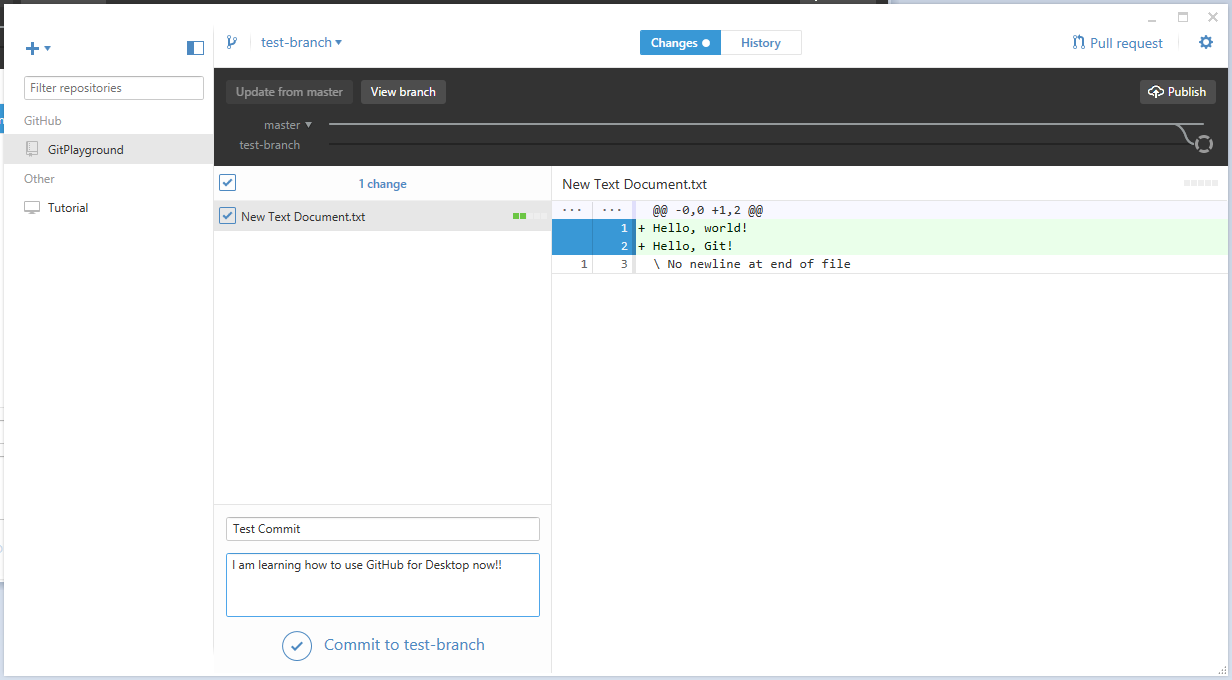 test-branch
Changes
History
Pull request
Filter repositories
GitHub
GitPlayground
Other
Tutorial
Update from master
View branch
Publish
master
test-branch
1 change
New Text Document.txt
Test Commit
I am learning how to use GitHub for Desktop now!!
Commit to test-branch
New Text Document.txt
... ... @@ -0,0 +1,2 @@
1 + Hello, world!
2 + Hello, Git!
1 3 \ No newline at end of file